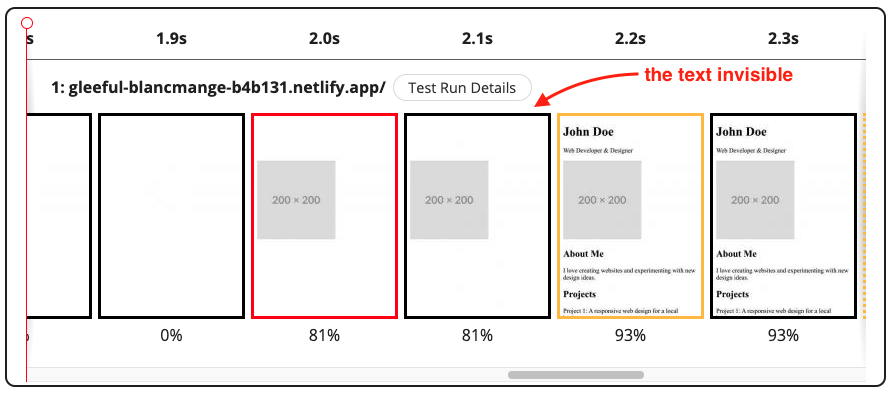 s 1.9s 2.0s 2.1s 2.2s 2.3s
the text invisible
1: gleeful-blancmange-b4b131.netlify.app/ Test Run Details
John Doe John Doe
Web Developer & Designer Web Developer & Designer
200 × 200 200 × 200 200 × 200 200 × 200
About Me About Me
I love creating websites and experimenting with new I love creating websites and experimenting with new
design ideas. design ideas.
Projects Projects
Project 1: A responsive web design for a local Project 1: A responsive web design for a local
0% 81% 81% 93% 93%